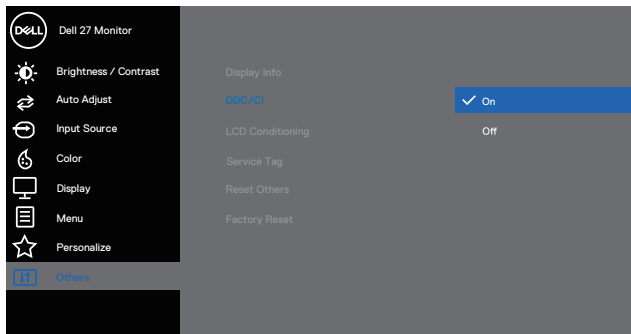 DELL Dell 27 Monitor
Brightness / Contrast
Auto Adjust
Input Source
Color
Display
Menu
Personalize
Others
Display Info
DDC/CI
LCD Conditioning
Service Tag
Reset Others
Factory Reset
On
Off